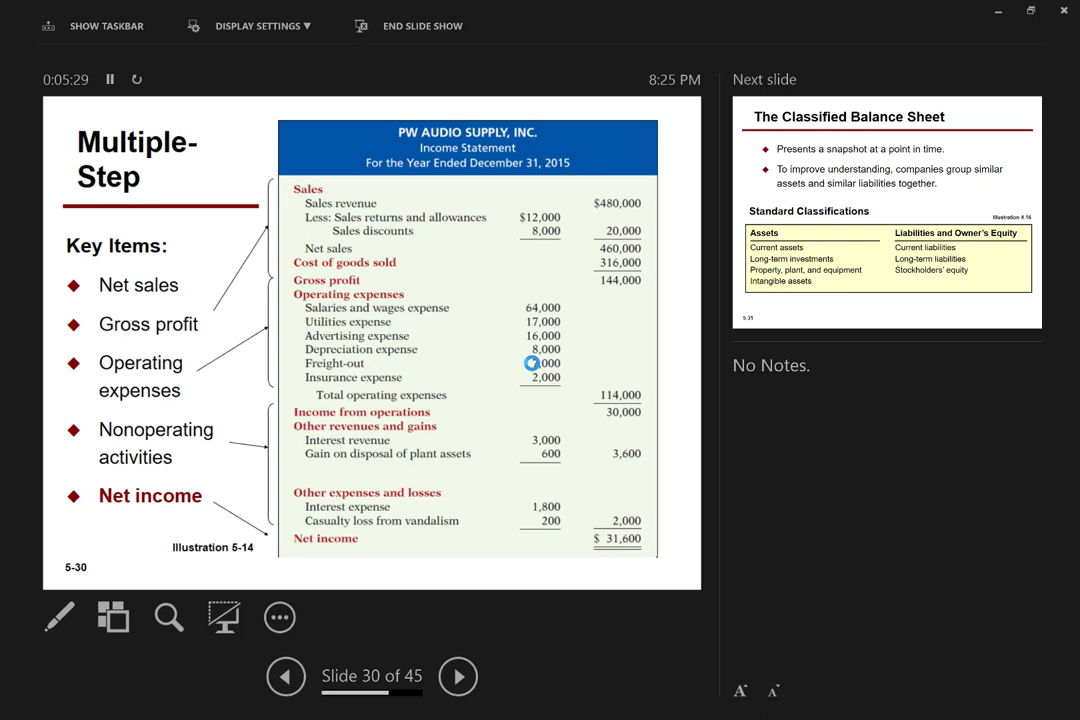 SHOW TASKBAR DISPLAY SETTINGS ▼ END SLIDE SHOW
0:05:29 8:25 PM
Multiple-
Step
Key Items:
◆ Net sales
◆ Gross profit
◆ Operating
expenses
◆ Nonoperating
activities
◆ Net income
Illustration 5-14
5-30
PW AUDIO SUPPLY, INC.
Income Statement
For the Year Ended December 31, 2015
Sales
Sales revenue $480,000
Less: Sales returns and allowances $12,000
Sales discounts 8,000 20,000
Net sales 460,000
Cost of goods sold 316,000
Gross profit 144,000
Operating expenses
Salaries and wages expense 64,000
Utilities expense 17,000
Advertising expense 16,000
Depreciation expense 8,000
Freight-out
Insurance expense 2,000
Total operating expenses 114,000
Income from operations 30,000
Other revenues and gains
Interest revenue 3,000
Gain on disposal of plant assets 600 3,600
Other expenses and losses
Interest expense 1,800
Casualty loss from vandalism 200 2,000
Net income $ 31,600
Slide 30 of 45
Next slide
The Classified Balance Sheet
◆ Presents a snapshot at a point in time.
◆ To improve understanding, companies group similar
assets and similar liabilities together.
Standard Classifications
Illustration 4-16
Assets Liabilities and Owner's Equity
Current assets Current liabilities
Long-term investments Long-term liabilities
Property, plant, and equipment Stockholders' equity
Intangible assets
5-31
No Notes.
A A